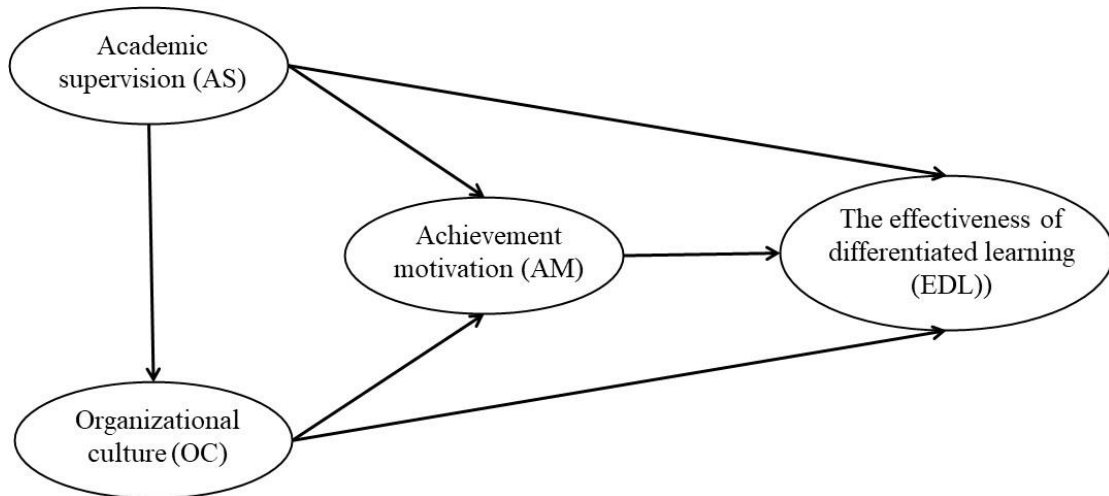 Academic
supervision (AS)
Achievement
motivation (AM)
The effectiveness of
differentiated learning
(EDL))
Organizational
culture (OC)